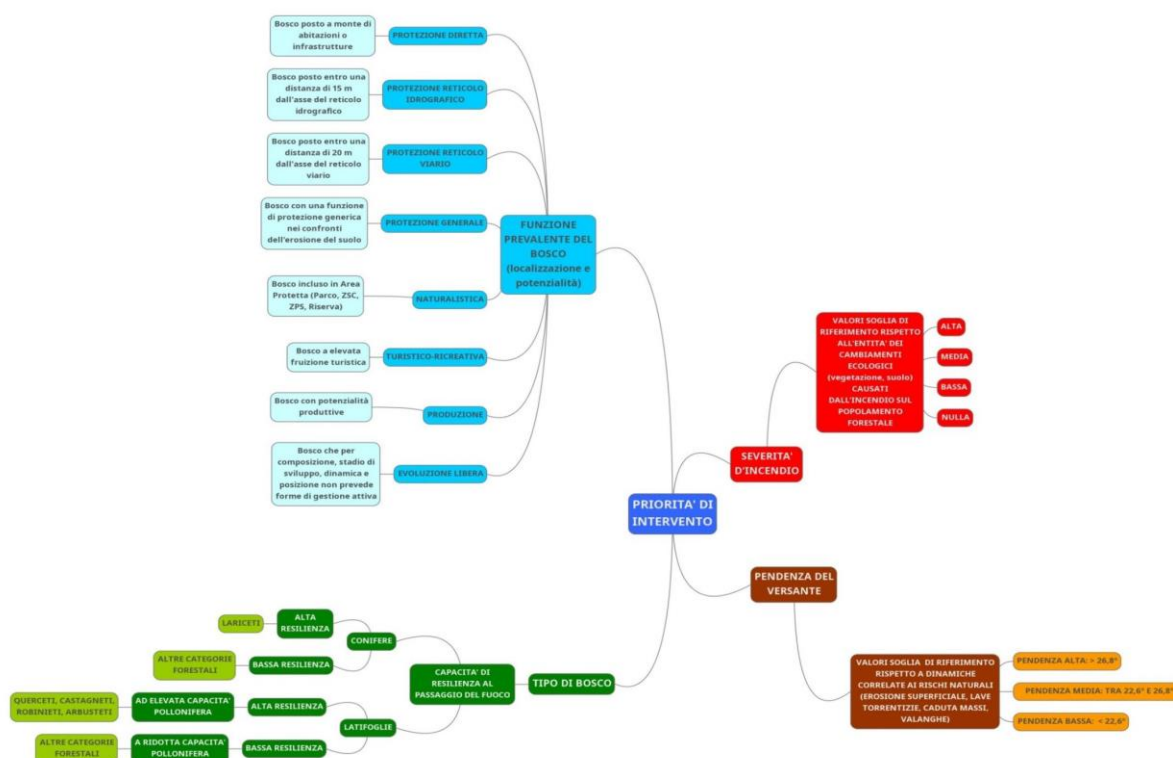 Bosco posto a monte di
abitazioni o
infrastrutture
PROTEZIONE DIRETTA
Bosco posto entro una
distanza di 15 m
dall'asse del reticolo
idrografico
PROTEZIONE RETICOLO
IDROGRAFICO
Bosco posto entro una
distanza di 20 m
dall'asse del reticolo
viario
PROTEZIONE RETICOLO
VIARIO
Bosco con una funzione
di protezione generica
nei confronti
dell'erosione del suolo
PROTEZIONE GENERALE
Bosco incluso in Area
Protetta (Parco, ZSC,
ZPS, Riserva)
NATURALISTICA
Bosco a elevata
fruizione turistica
TURISTICO-RICREATIVA
Bosco con potenzialità
produttive
PRODUZIONE
Bosco che per
composizione, stadio di
sviluppo, dinamica e
posizione non prevede
forme di gestione attiva
EVOLUZIONE LIBERA
FUNZIONE
PREVALENTE DEL
BOSCO
(localizzazione e
potenzialità)
VALORI SOGLIA DI
RIFERIMENTO RISPETTO
ALL'ENTITA' DEI
CAMBIAMENTI
ECOLOGICI
(vegetazione, suolo)
CAUSATI
DALL'INCENDIO SUL
POPOLAMENTO
FORESTALE
ALTA
MEDIA
BASSA
NULLA
SEVERITA'
D'INCENDIO
PRIORITA' DI
INTERVENTO
PENDENZA DEL
VERSANTE
VALORI SOGLIA DI RIFERIMENTO
RISPETTO A DINAMICHE
CORRELATE AI RISCHI NATURALI
(EROSIONE SUPERFICIALE, LAVE
TORRENTIZIE, CADUTA MASSI,
VALANGHE)
PENDENZA ALTA: > 26,8°
PENDENZA MEDIA: TRA 22,6° E 26,8°
PENDENZA BASSA: < 22,6°
LARICETI
ALTA
RESILIENZA
CONIFERE
ALTRE CATEGORIE
FORESTALI
BASSA RESILIENZA
CAPACITA' DI
RESILIENZA AL
PASSAGGIO DEL FUOCO
TIPO DI BOSCO
QUERCETI, CASTAGNETI,
ROBINIETI, ARBUSTETI
AD ELEVATA CAPACITA'
POLLONIFERA
ALTA RESILIENZA
LATIFOGLIE
ALTRE CATEGORIE
FORESTALI
A RIDOTTA CAPACITA'
POLLONIFERA
BASSA RESILIENZA